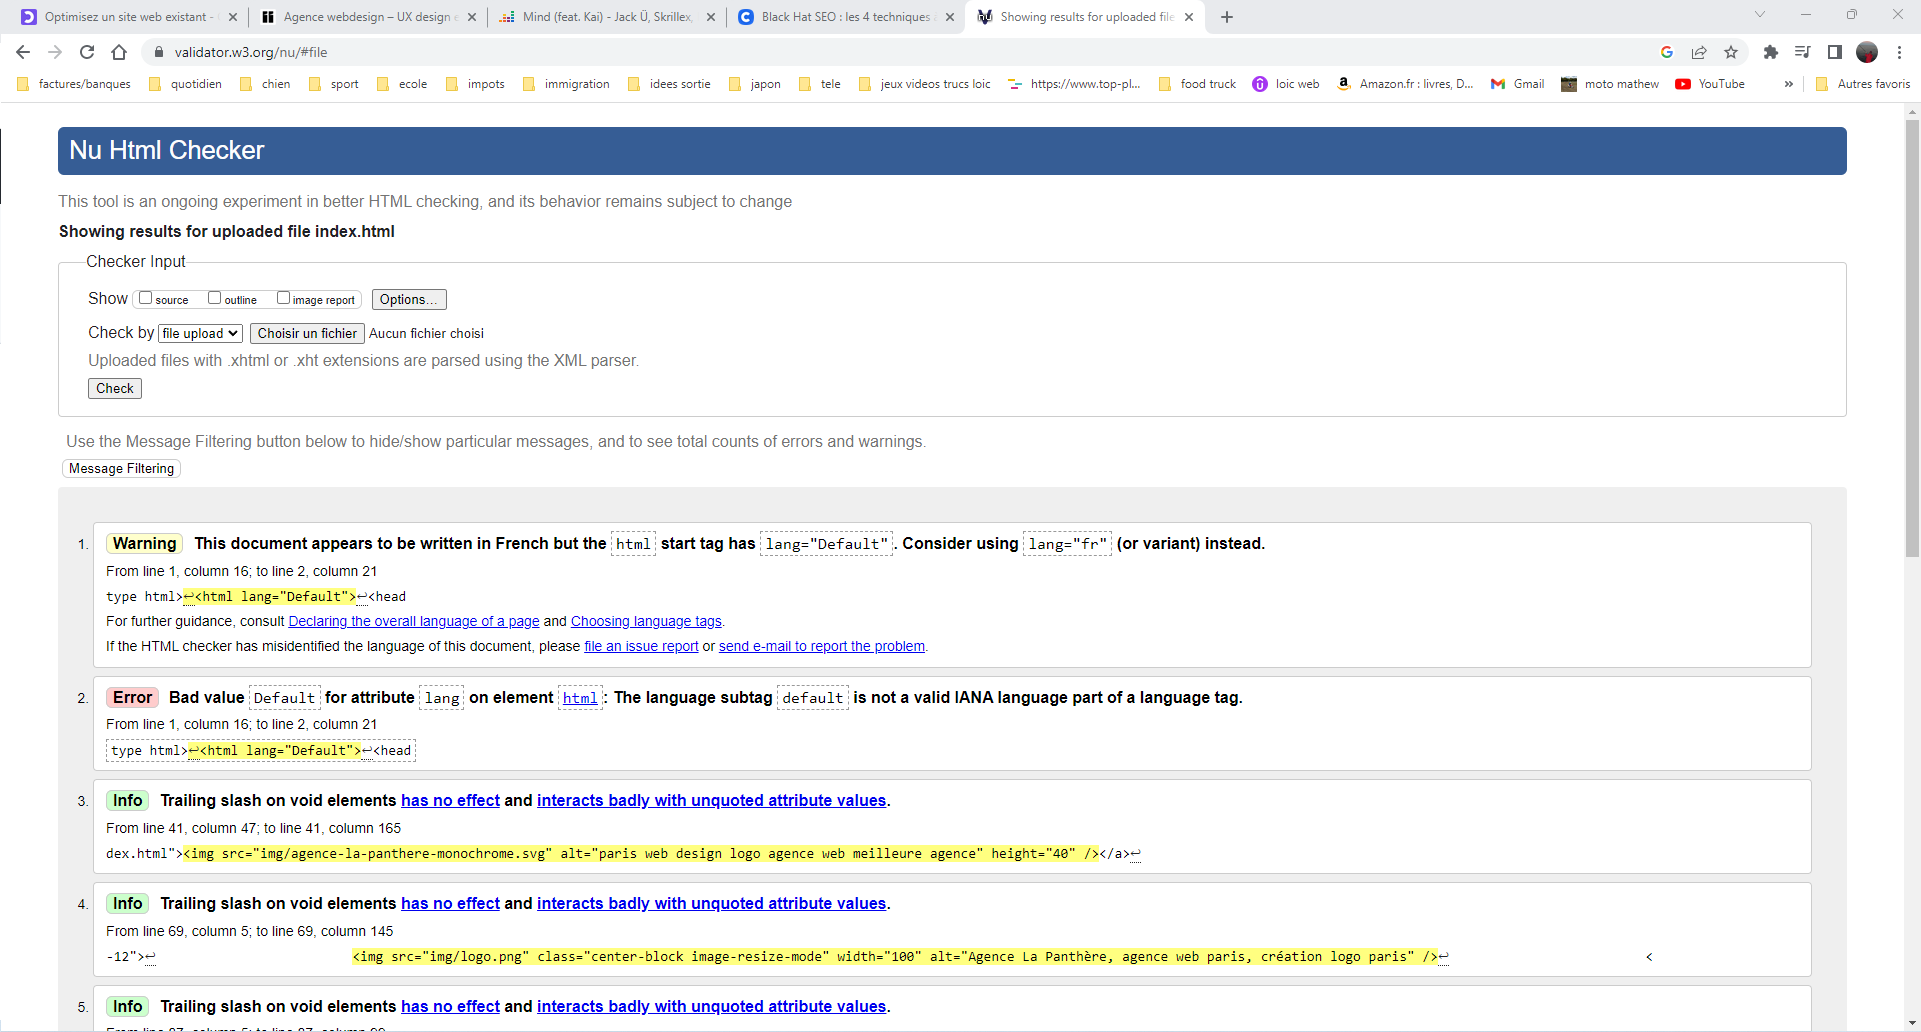 Optimisez un site web existant -
Agence webdesign – UX design e
Mind (feat. Kai) - Jack Ü, Skrillex,
Black Hat SEO : les 4 techniques
Showing results for uploaded file
validator.w3.org/nu/#file
factures/banques
quotidien
chien
sport
ecole
impots
immigration
idees sortie
japon
tele
jeux videos trucs loic
https://www.top-pl...
food truck
loic web
Amazon.fr : livres, D...
Gmail
moto mathew
YouTube
»
Autres favoris
Nu Html Checker
This tool is an ongoing experiment in better HTML checking, and its behavior remains subject to change
Showing results for uploaded file index.html
Checker Input
Show source outline image report Options...
Check by file upload Choisir un fichier Aucun fichier choisi
Uploaded files with .xhtml or .xht extensions are parsed using the XML parser.
Check
Use the Message Filtering button below to hide/show particular messages, and to see total counts of errors and warnings.
Message Filtering
1. Warning This document appears to be written in French but the html start tag has lang="Default". Consider using lang="fr" (or variant) instead.
From line 1, column 16; to line 2, column 21
type html>↩<html lang="Default">↩<head
For further guidance, consult Declaring the overall language of a page and Choosing language tags.
If the HTML checker has misidentified the language of this document, please file an issue report or send e-mail to report the problem.
2. Error Bad value Default for attribute lang on element html: The language subtag default is not a valid IANA language part of a language tag.
From line 1, column 16; to line 2, column 21
type html>↩<html lang="Default">↩<head
3. Info Trailing slash on void elements has no effect and interacts badly with unquoted attribute values.
From line 41, column 47; to line 41, column 165
dex.html"><img src="img/agence-la-panthere-monochrome.svg" alt="paris web design logo agence web meilleure agence" height="40" /></a>↩
4. Info Trailing slash on void elements has no effect and interacts badly with unquoted attribute values.
From line 69, column 5; to line 69, column 145
-12">↩ <img src="img/logo.png" class="center-block image-resize-mode" width="100" alt="Agence La Panthère, agence web paris, création logo paris" />↩ <
5. Info Trailing slash on void elements has no effect and interacts badly with unquoted attribute values.